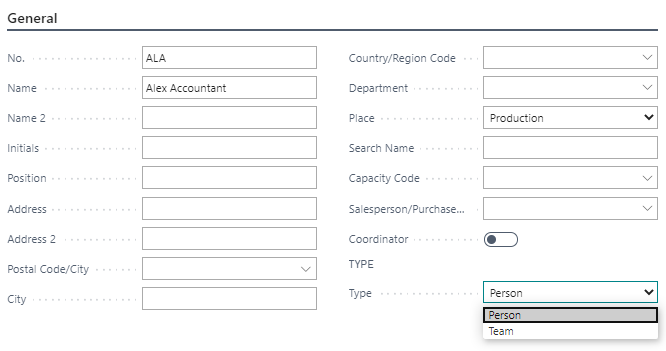 General
No. ALA
Name Alex Accountant
Name 2
Initials
Position
Address
Address 2
Postal Code/City
City
Country/Region Code
Department
Place Production
Search Name
Capacity Code
Salesperson/Purchase...
Coordinator
TYPE
Type Person
Person
Team